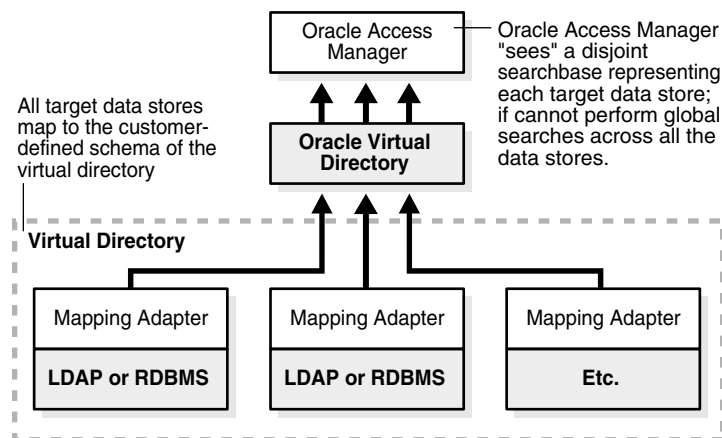 Oracle Access
Manager
Oracle Access Manager
"sees" a disjoint
searchbase representing
each target data store;
if cannot perform global
searches across all the
data stores.
All target data stores
map to the customer-
defined schema of the
virtual directory
Oracle Virtual
Directory
Virtual Directory
Mapping Adapter
LDAP or RDBMS
Mapping Adapter
LDAP or RDBMS
Mapping Adapter
Etc.